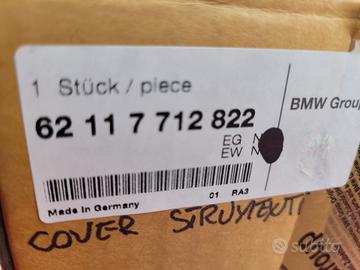 1 Stück / piece
BMW Group
62 11 7 712 822
EG N
EW N
01 RA3
Made in Germany
COVER STRUMENTI
subito